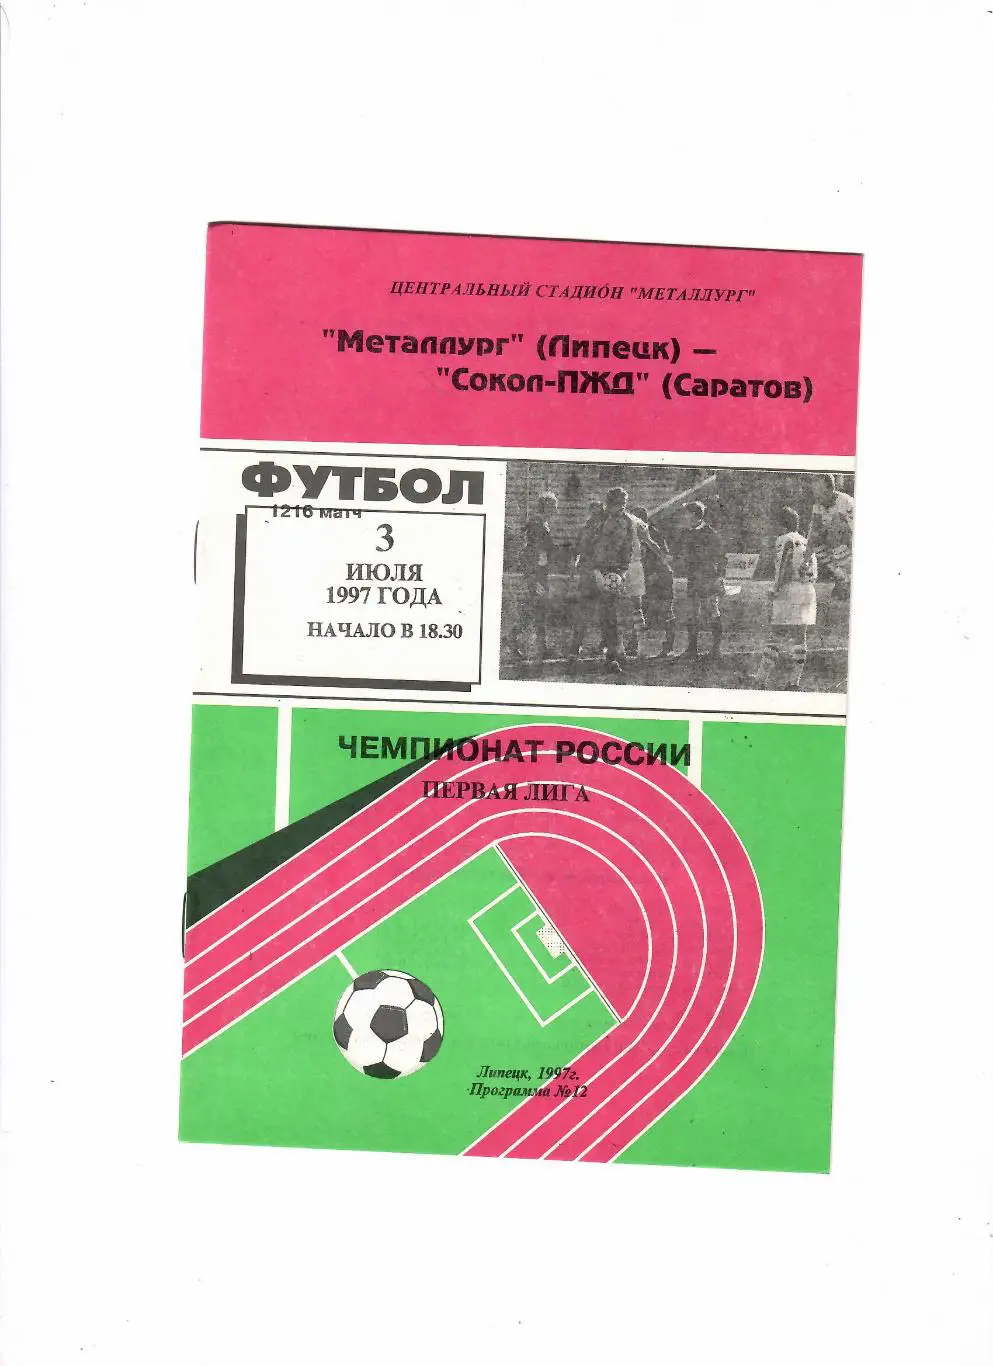 ЦЕНТРАЛЬНЫЙ СТАДИОН "МЕТАЛЛУРГ"
"Металлург" (Липецк) –
"Сокол-ПЖД" (Саратов)
ФУТБОЛ
1216 матч
3
ИЮЛЯ
1997 ГОДА
НАЧАЛО В 18.30
ЧЕМПИОНАТ РОССИИ
ПЕРВАЯ ЛИГА
Липецк, 1997г.
Программа №12